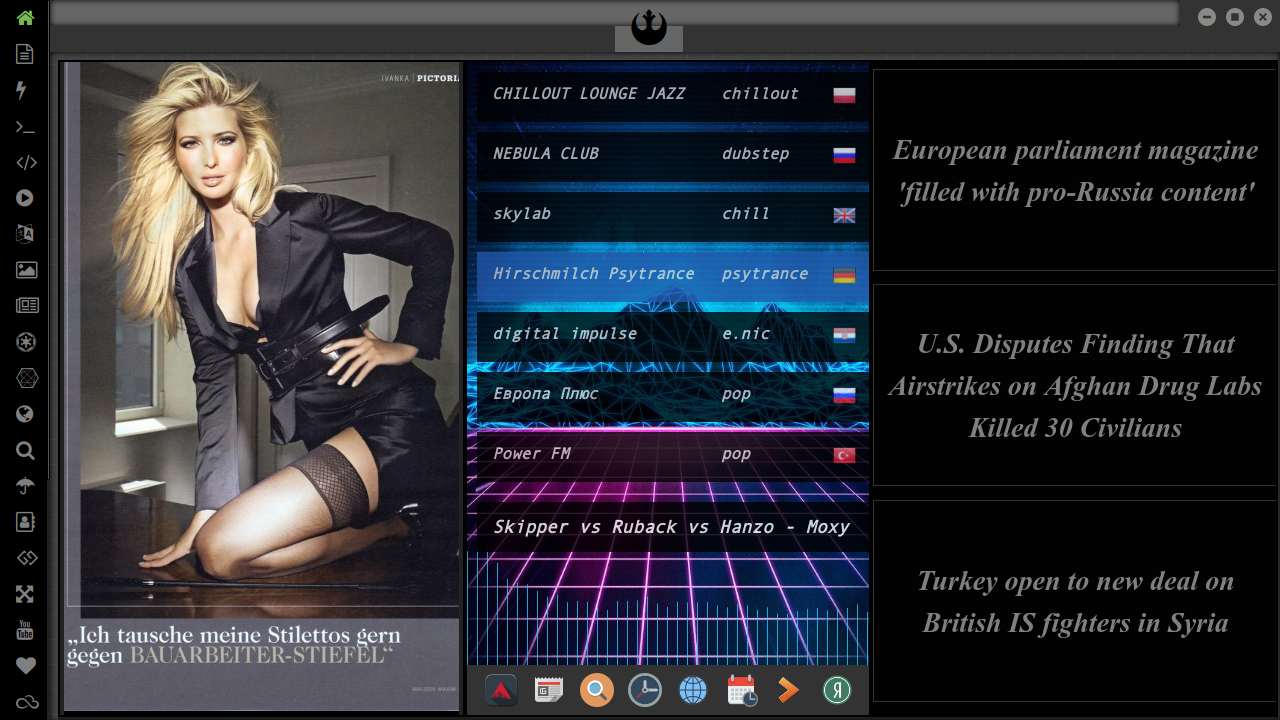 IVANKA | PICTORIA
„Ich tausche meine Stilettos gern
gegen BAUARBEITER-STIEFEL“
CHILLOUT LOUNGE JAZZ chillout
NEBULA CLUB dubstep
skylab chill
Hirschmilch Psytrance psytrance
digital impulse e.nic
Европа Плюс pop
Power FM pop
Skipper vs Ruback vs Hanzo - Moxy
European parliament magazine
'filled with pro-Russia content'
U.S. Disputes Finding That
Airstrikes on Afghan Drug Labs
Killed 30 Civilians
Turkey open to new deal on
British IS fighters in Syria
You
Tube
Я